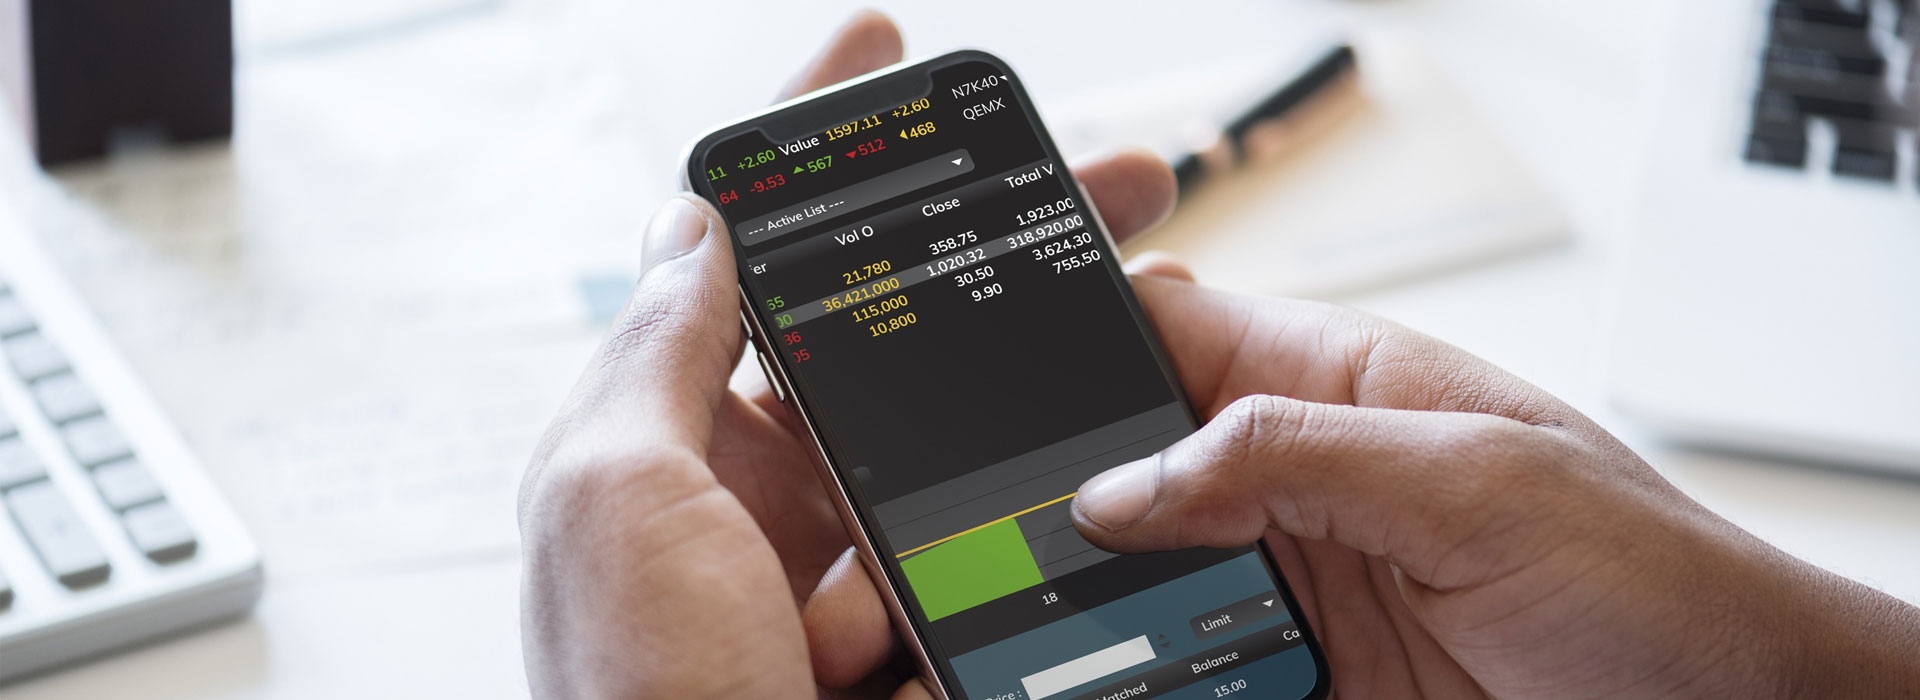 .11 +2.60 Value 1597.11 +2.60 N7K40
.64 -9.53 567 512 468 QEMX
--- Active List ---
er Vol O Close Total V
65 21,780 358.75 1,923,00
00 36,421,000 1,020.32 318,920,00
36 115,000 30.50 3,624,30
05 10,800 9.90 755,50
18
Price : Limit
Matched Balance Ca
15.00